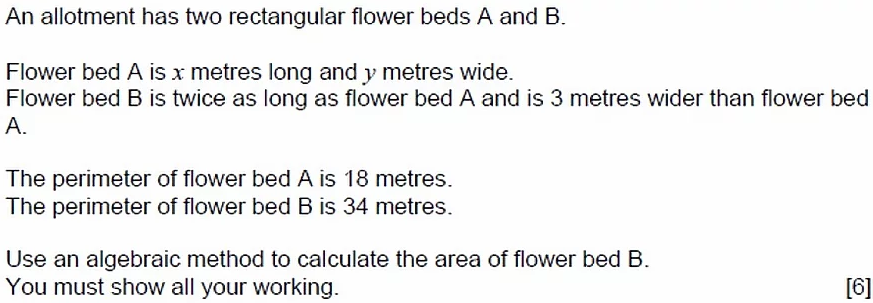 An allotment has two rectangular flower beds A and B.
Flower bed A is x metres long and y metres wide.
Flower bed B is twice as long as flower bed A and is 3 metres wider than flower bed
A.
The perimeter of flower bed A is 18 metres.
The perimeter of flower bed B is 34 metres.
Use an algebraic method to calculate the area of flower bed B.
You must show all your working. [6]